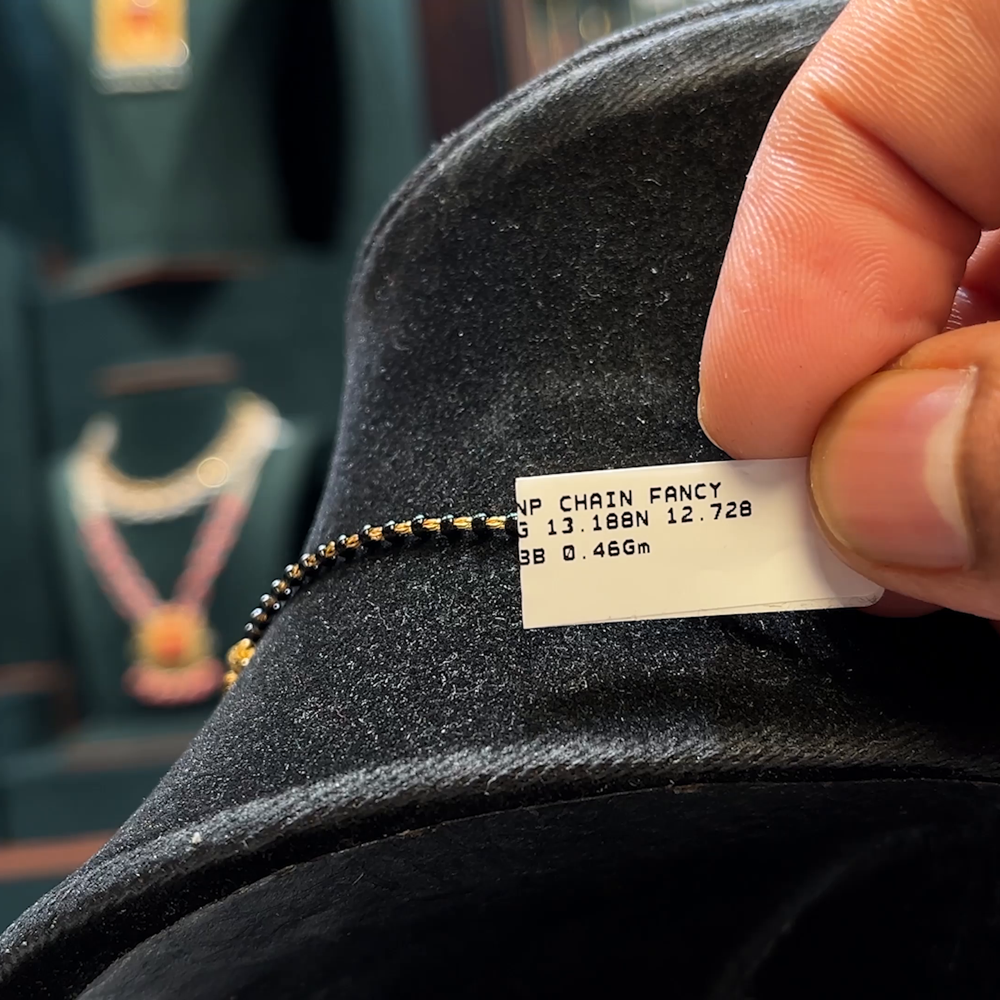 NP CHAIN FANCY
G 13.188N 12.728
BB 0.46Gm